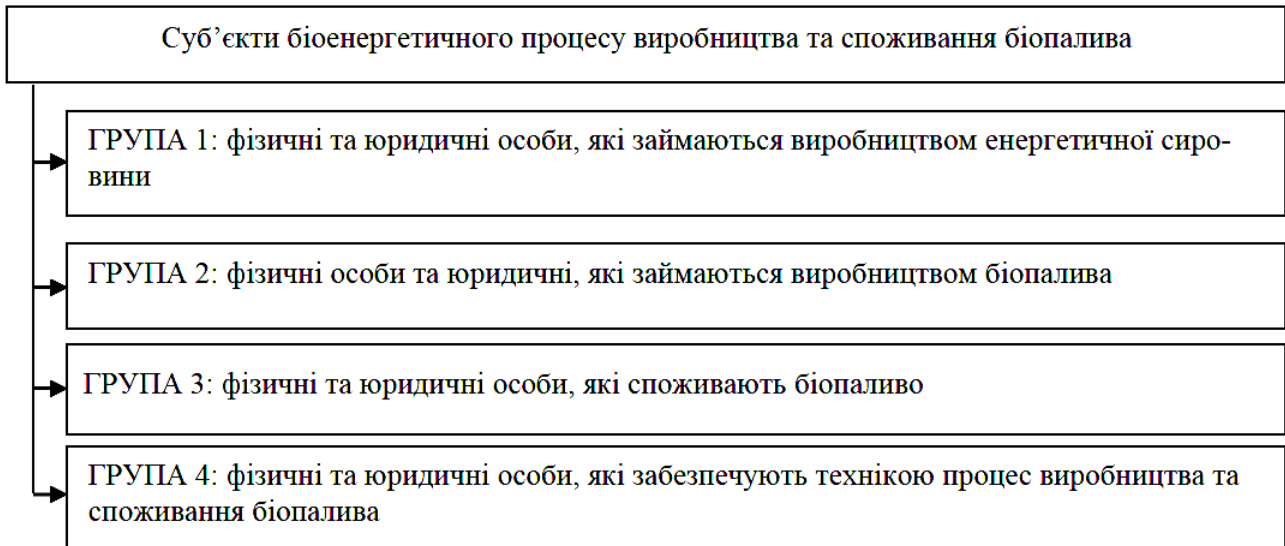 Суб’єкти біоенергетичного процесу виробництва та споживання біопалива
ГРУПА 1: фізичні та юридичні особи, які займаються виробництвом енергетичної сиро-
вини
ГРУПА 2: фізичні особи та юридичні, які займаються виробництвом біопалива
ГРУПА 3: фізичні та юридичні особи, які споживають біопаливо
ГРУПА 4: фізичні та юридичні особи, які забезпечують технікою процес виробництва та
споживання біопалива